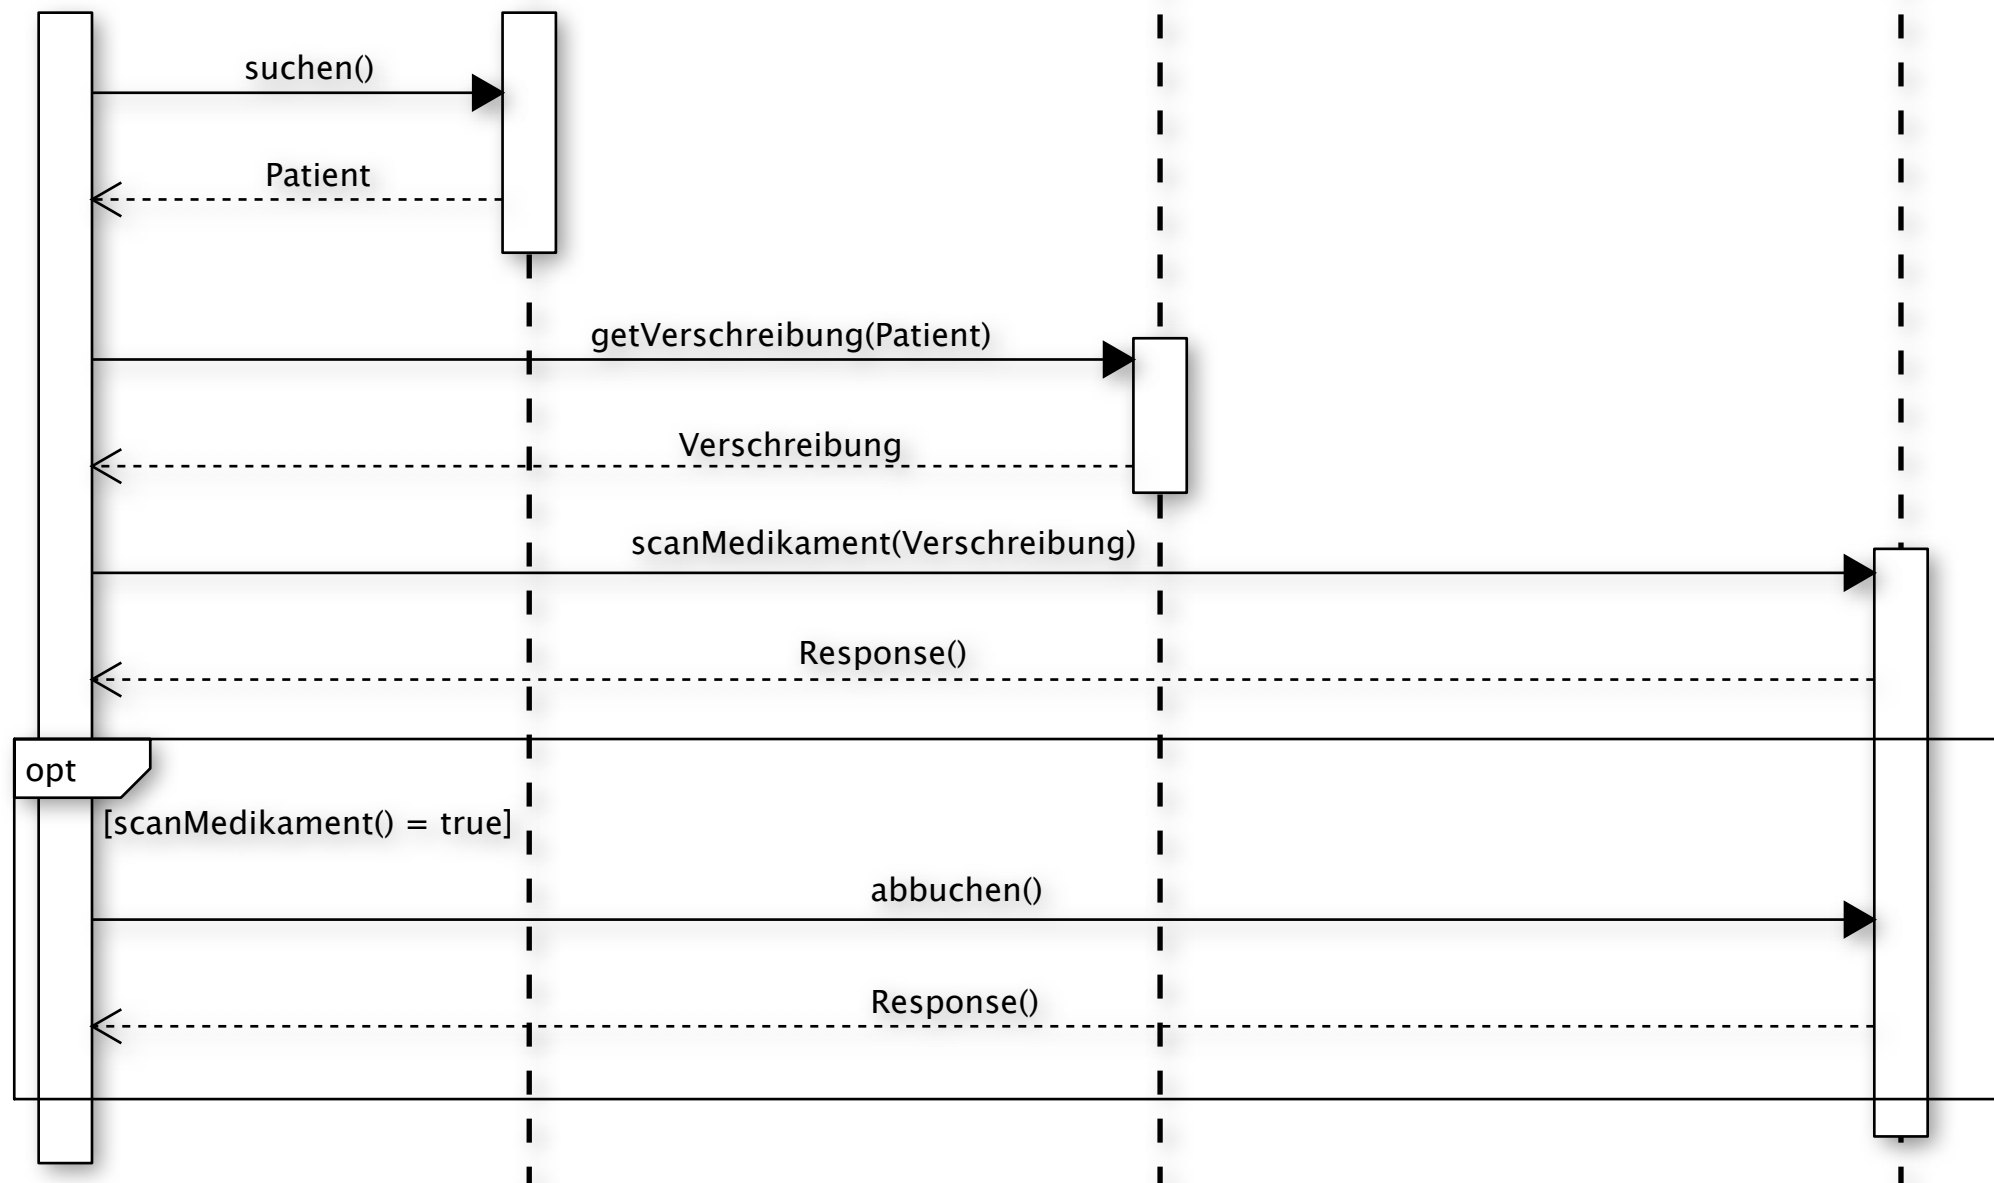 suchen()
Patient
getVerschreibung(Patient)
Verschreibung
scanMedikament(Verschreibung)
Response()
opt
[scanMedikament() = true]
abbuchen()
Response()